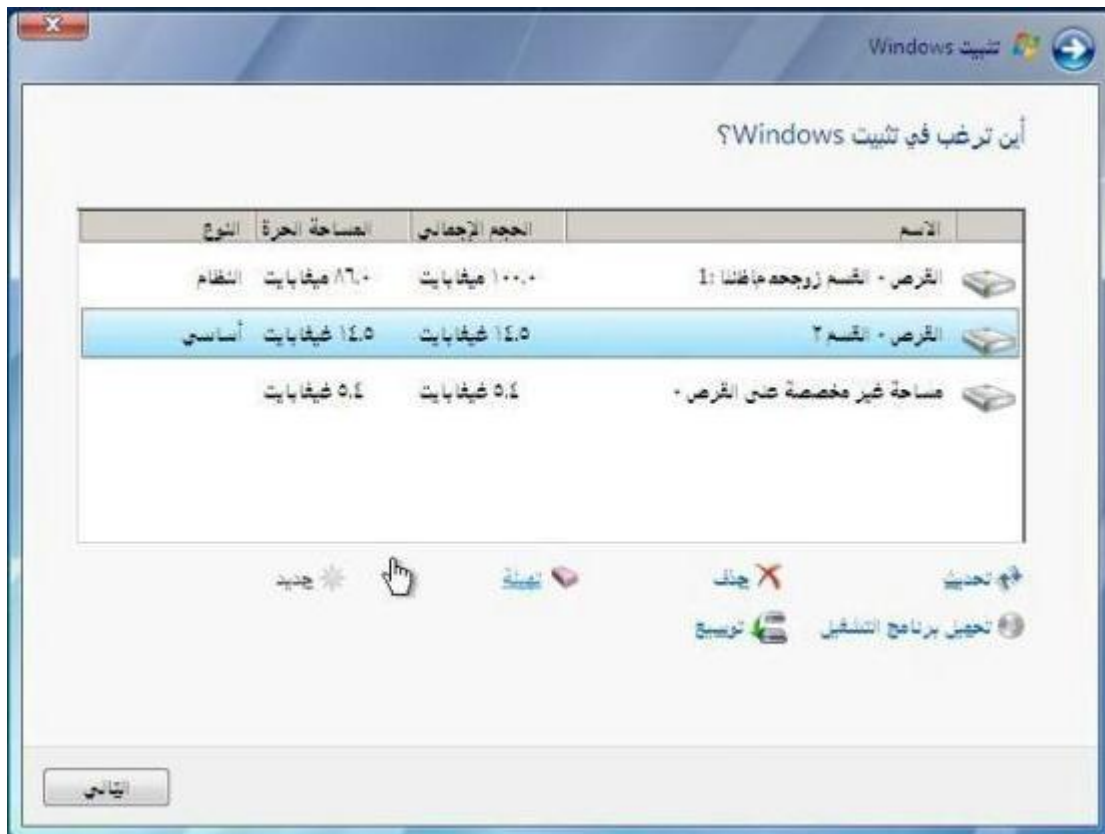 تثبيت Windows
أين ترغب في تثبيت Windows؟
الاسم الحجم الإجمالي المساحة الحرة النوع
القرص ٠ القسم 1: ١٠٠.٠ ميغابايت ٨٦.٠ ميغابايت النظام
القرص ٠ القسم ٢ ١٤.٥ غيغابايت ١٤.٥ غيغابايت أساسي
مساحة غير مخصصة على القرص ٠ ٥.٤ غيغابايت ٥.٤ غيغابايت
تحديث حذف تهيئة جديد
تحميل برنامج التشغيل توسيع
التالي